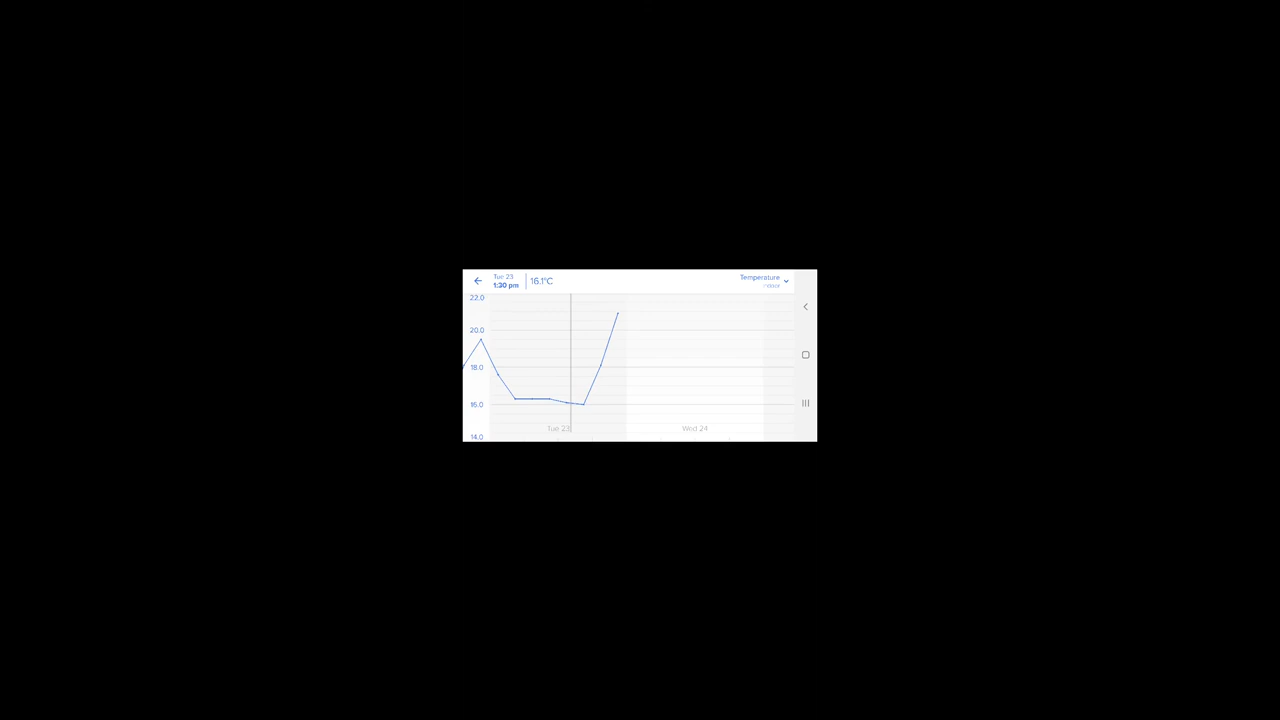 Tue 23
1:30 pm
16.1°C
Temperature
Indoor
22.0
20.0
18.0
16.0
14.0
Tue 23
Wed 24